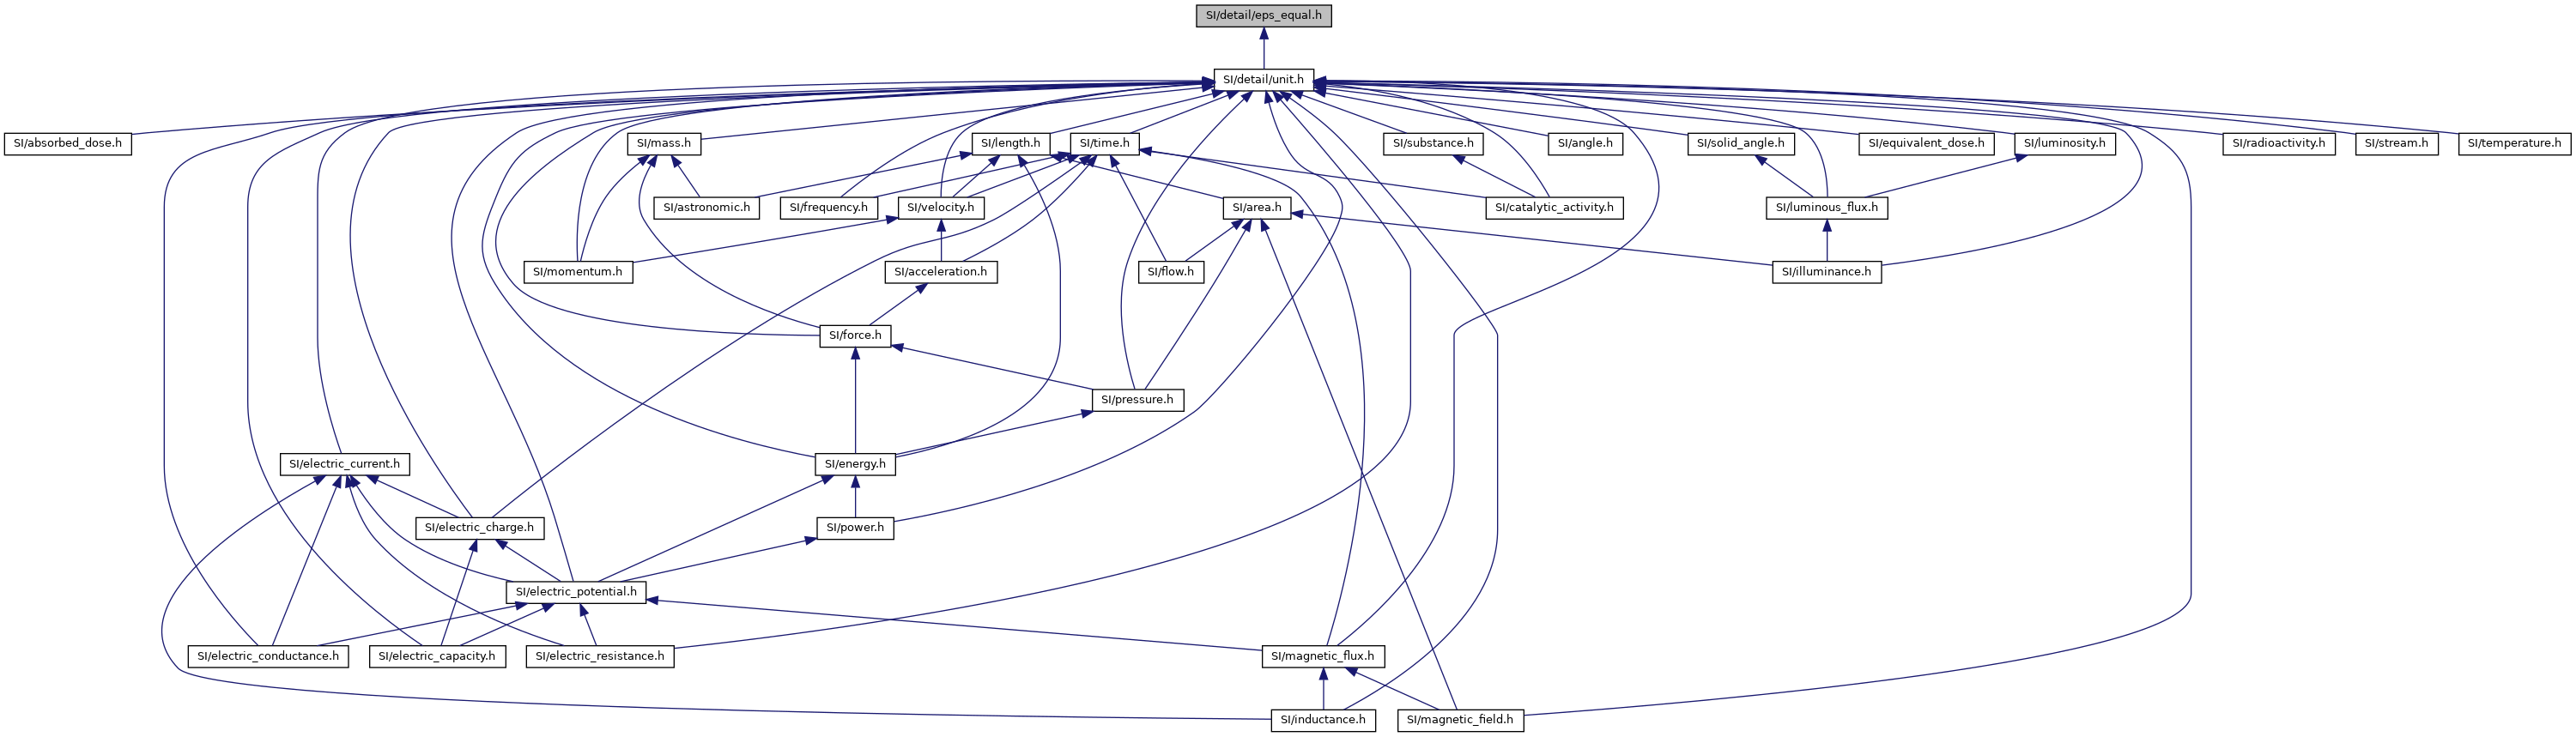 SI/detail/eps_equal.h
SI/detail/unit.h
SI/absorbed_dose.h
SI/mass.h
SI/length.h
SI/time.h
SI/substance.h
SI/angle.h
SI/solid_angle.h
SI/equivalent_dose.h
SI/luminosity.h
SI/radioactivity.h
SI/stream.h
SI/temperature.h
SI/astronomic.h
SI/frequency.h
SI/velocity.h
SI/area.h
SI/catalytic_activity.h
SI/luminous_flux.h
SI/momentum.h
SI/acceleration.h
SI/flow.h
SI/illuminance.h
SI/force.h
SI/pressure.h
SI/electric_current.h
SI/energy.h
SI/electric_charge.h
SI/power.h
SI/electric_potential.h
SI/electric_conductance.h
SI/electric_capacity.h
SI/electric_resistance.h
SI/magnetic_flux.h
SI/inductance.h
SI/magnetic_field.h